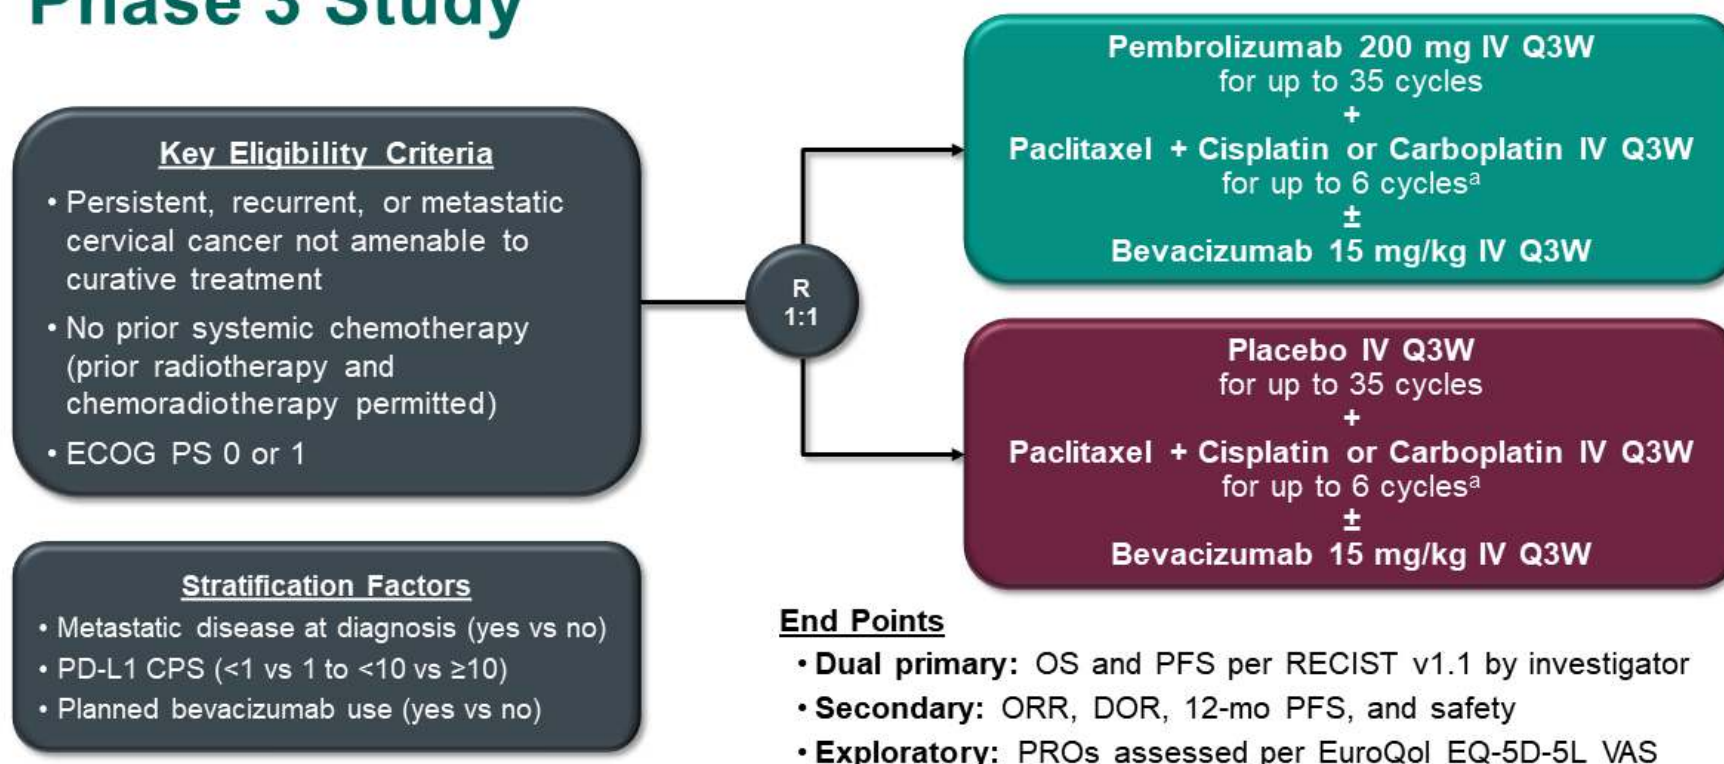 Phase 3 Study
Key Eligibility Criteria
• Persistent, recurrent, or metastatic
cervical cancer not amenable to
curative treatment
• No prior systemic chemotherapy
(prior radiotherapy and
chemoradiotherapy permitted)
• ECOG PS 0 or 1
Stratification Factors
• Metastatic disease at diagnosis (yes vs no)
• PD-L1 CPS (<1 vs 1 to <10 vs ≥10)
• Planned bevacizumab use (yes vs no)
R
1:1
Pembrolizumab 200 mg IV Q3W
for up to 35 cycles
+
Paclitaxel + Cisplatin or Carboplatin IV Q3W
for up to 6 cyclesᵃ
±
Bevacizumab 15 mg/kg IV Q3W
Placebo IV Q3W
for up to 35 cycles
+
Paclitaxel + Cisplatin or Carboplatin IV Q3W
for up to 6 cyclesᵃ
±
Bevacizumab 15 mg/kg IV Q3W
End Points
• Dual primary: OS and PFS per RECIST v1.1 by investigator
• Secondary: ORR, DOR, 12-mo PFS, and safety
• Exploratory: PROs assessed per EuroQol EQ-5D-5L VAS